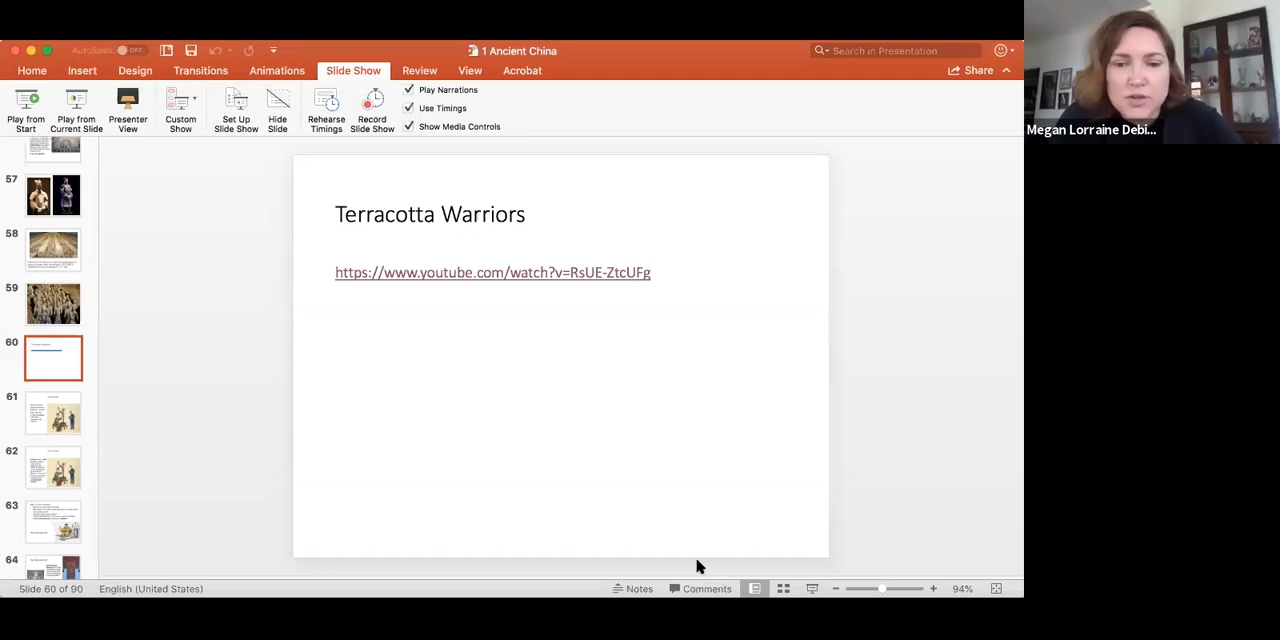 AutoSave OFF
1 Ancient China
Search in Presentation
Home Insert Design Transitions Animations Slide Show Review View Acrobat
Share
Play from Start
Play from Current Slide
Presenter View
Custom Show
Set Up Slide Show
Hide Slide
Rehearse Timings
Record Slide Show
Play Narrations
Use Timings
Show Media Controls
Megan Lorraine Debi...
57
58
59
60
61
62
63
64
Terracotta Warriors
https://www.youtube.com/watch?v=RsUE-ZtcUFg
Slide 60 of 90
English (United States)
Notes
Comments
94%